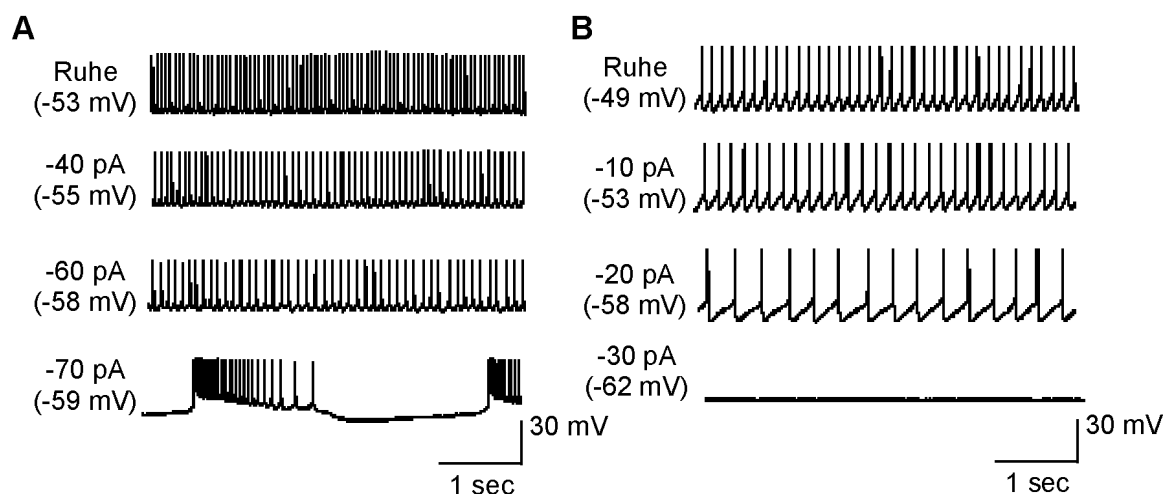 A
Ruhe
(-53 mV)
-40 pA
(-55 mV)
-60 pA
(-58 mV)
-70 pA
(-59 mV)
30 mV
1 sec
B
Ruhe
(-49 mV)
-10 pA
(-53 mV)
-20 pA
(-58 mV)
-30 pA
(-62 mV)
30 mV
1 sec